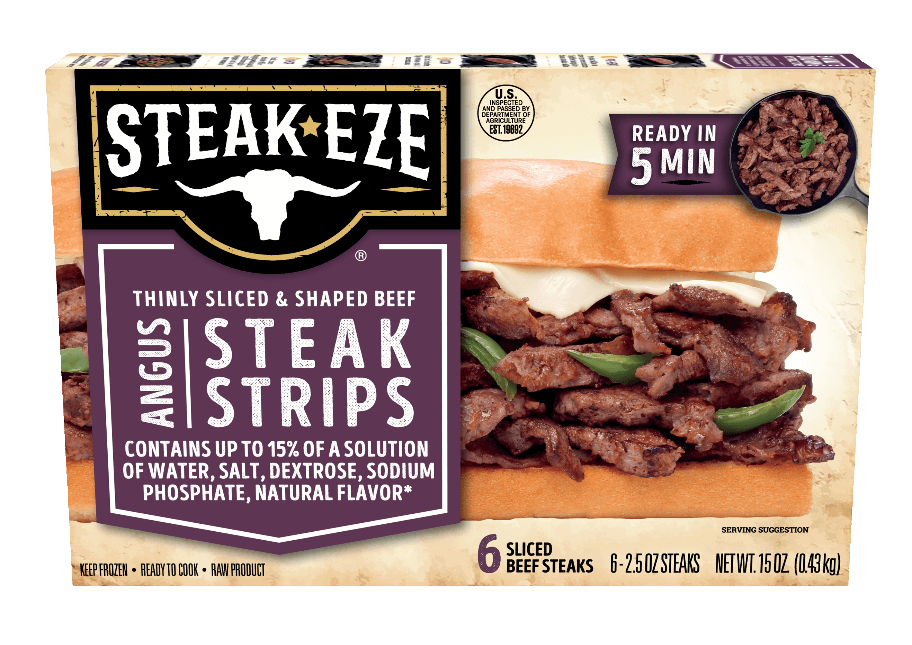 STEAK★EZE
®
THINLY SLICED & SHAPED BEEF
ANGUS
STEAK
STRIPS
CONTAINS UP TO 15% OF A SOLUTION
OF WATER, SALT, DEXTROSE, SODIUM
PHOSPHATE, NATURAL FLAVOR*
KEEP FROZEN • READY TO COOK • RAW PRODUCT
U.S.
INSPECTED
AND PASSED BY
DEPARTMENT OF
AGRICULTURE
EST. 19882
READY IN
5 MIN
SERVING SUGGESTION
6 SLICED
BEEF STEAKS
6 - 2.5 OZ STEAKS NET WT. 15 OZ. (0.43 kg)